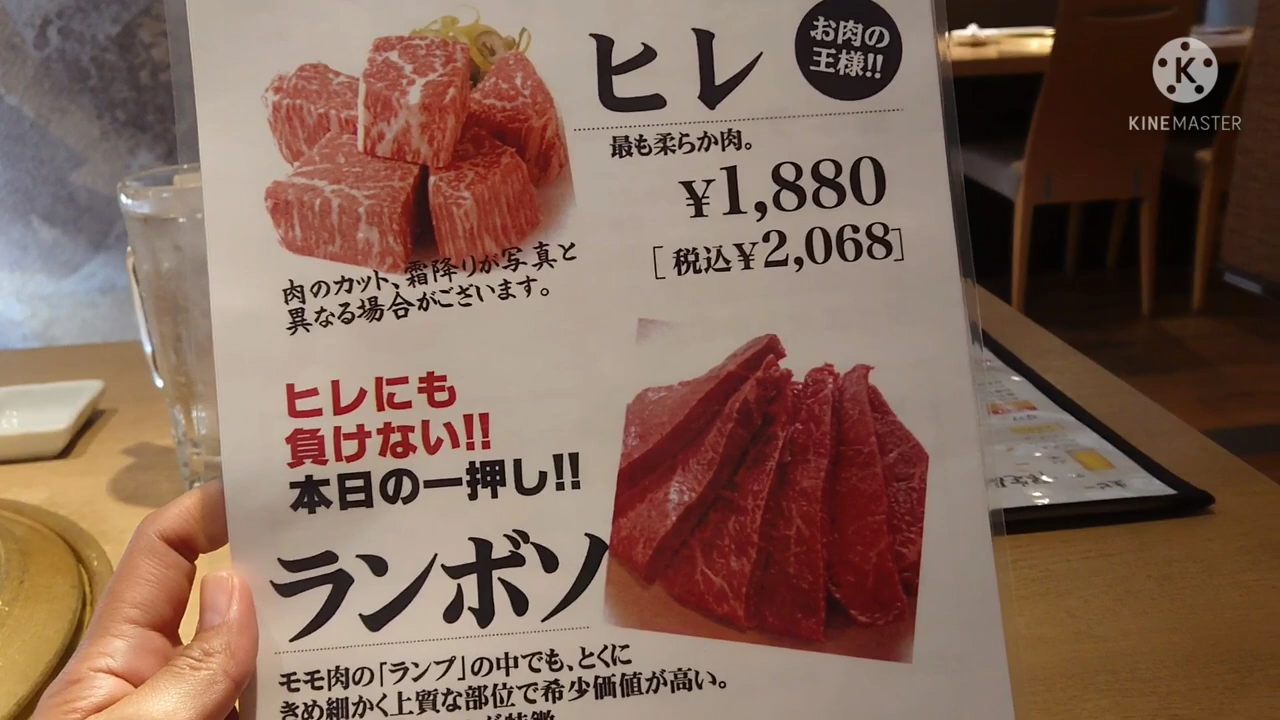 ヒレ
お肉の
王様!!
最も柔らか肉。
¥1,880
[税込¥2,068]
肉のカット、霜降りが写真と
異なる場合がございます。
ヒレにも
負けない!!
本日の一押し!!
ランボソ
モモ肉の「ランプ」の中でも、とくに
きめ細かく上質な部位で希少価値が高い。
KINEMASTER